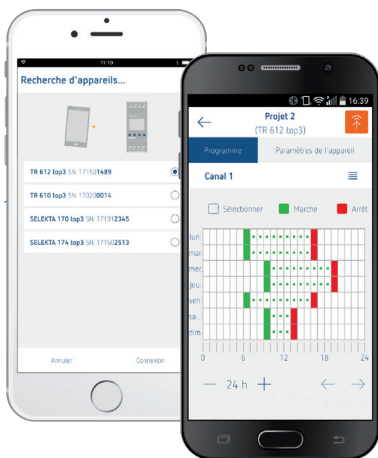 11:19
Recherche d'appareils...
TR 612 top3 SN: 171501489
TR 610 top3 SN: 170200014
SELEKTA 170 top3 SN: 171912345
SELEKTA 174 top3 SN: 171502513
Annuler Connexion
16:39
Projet 2
(TR 612 top3)
Programme Paramètres de l'appareil
Canal 1
Sélectionner Marche Arrêt
lun.
mar.
mer.
jeu.
ven.
sa...
dim.
0 6 12 18 24
24 h